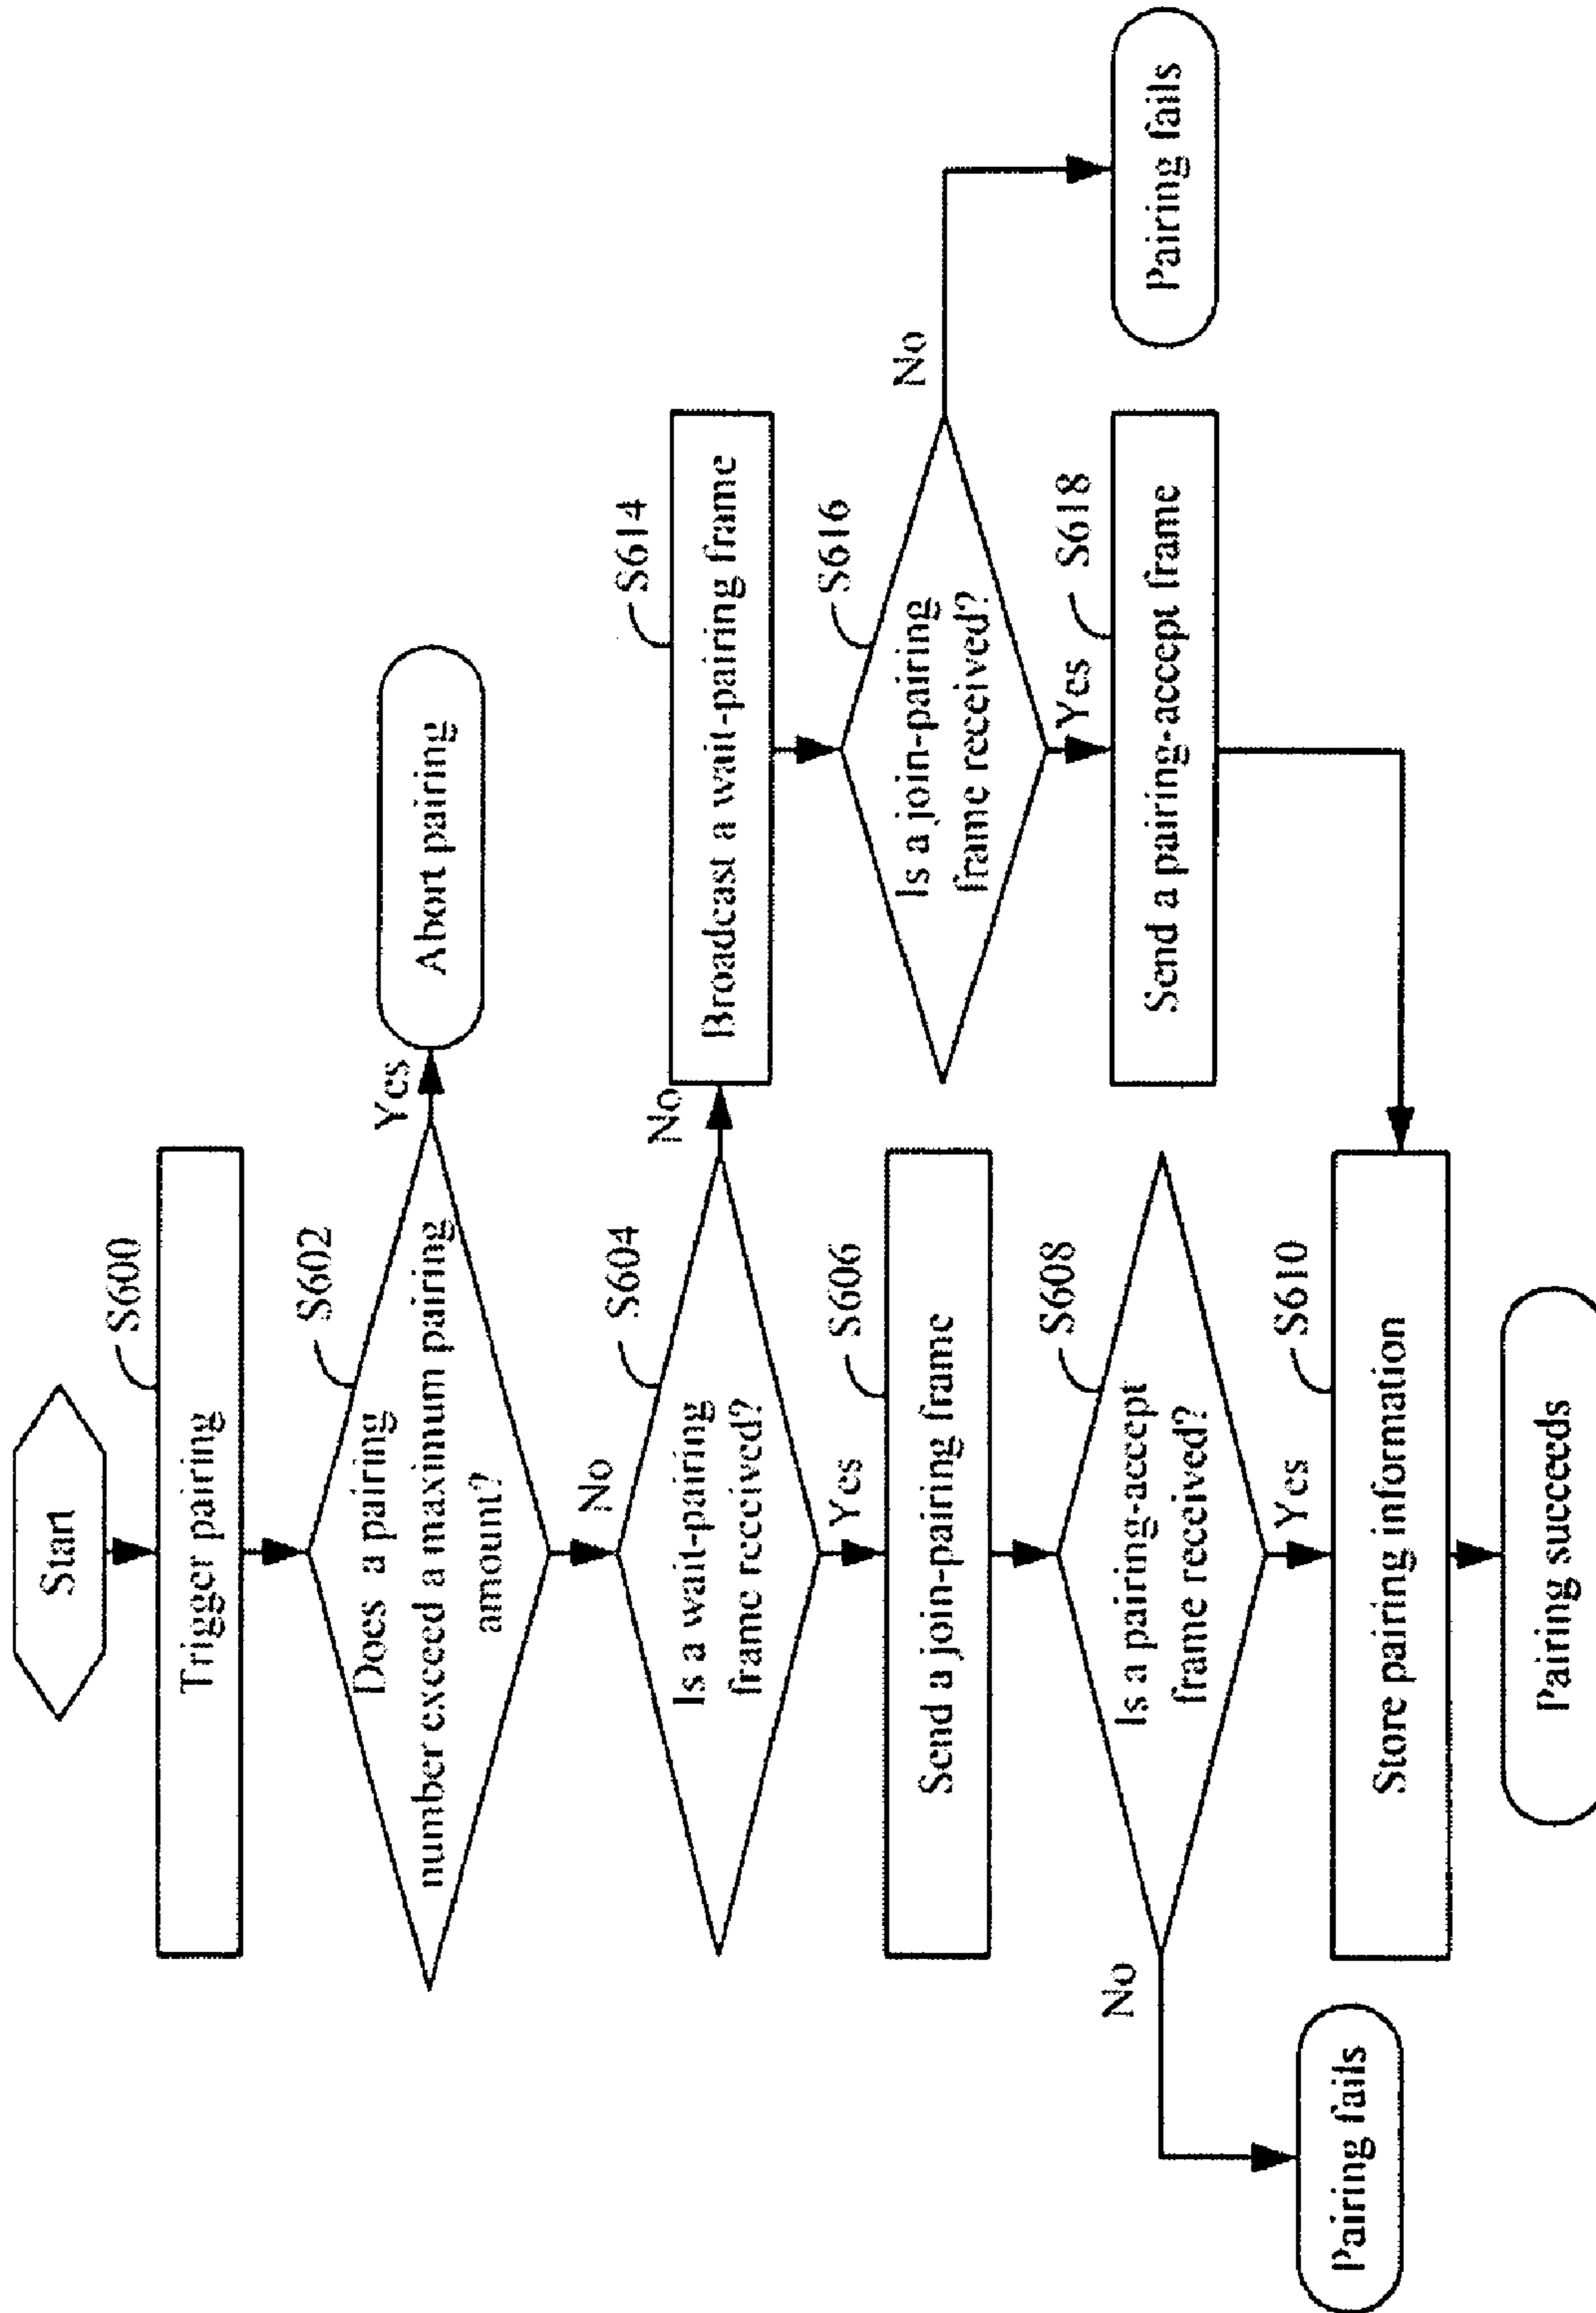 Start
S600
Trigger pairing
S602
Does a pairing
number exceed a maximum pairing
amount?
Yes
Abort pairing
No
S604
Is a wait-pairing
frame received?
No
S614
Broadcast a wait-pairing frame
Yes
S606
Send a join-pairing frame
S616
Is a join-pairing
frame received?
No
Pairing fails
Yes
S618
Send a pairing-accept frame
S608
Is a pairing-accept
frame received?
No
Pairing fails
Yes
S610
Store pairing information
Pairing succeeds